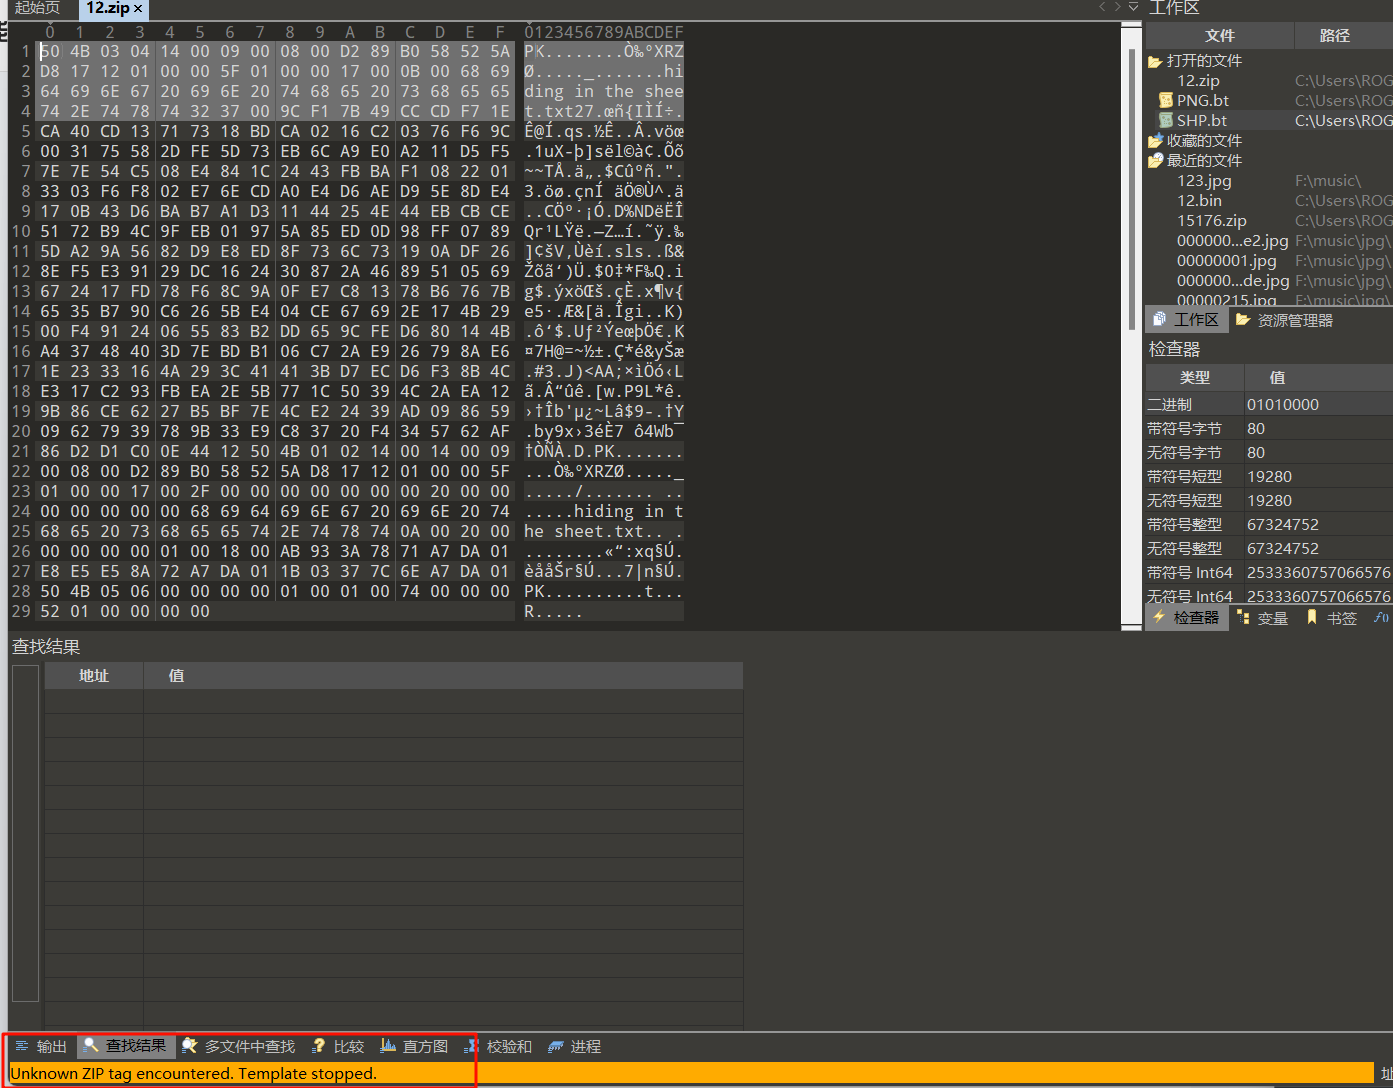 起始页 12.zip ×
0 1 2 3 4 5 6 7 8 9 A B C D E F 0123456789ABCDEF
1 50 4B 03 04 14 00 09 00 08 00 D2 89 B0 58 52 5A PK........Ò‰°XRZ
2 D8 17 12 01 00 00 5F 01 00 00 17 00 0B 00 68 69 Ø....._.......hi
3 64 69 6E 67 20 69 6E 20 74 68 65 20 73 68 65 65 ding in the shee
4 74 2E 74 78 74 32 37 00 9C F1 7B 49 CC CD F7 1E t.txt27.œñ{IÌÍ÷.
5 CA 40 CD 13 71 73 18 BD CA 02 16 C2 03 76 F6 9C Ê@Í.qs.½Ê..Â.vöœ
6 00 31 75 58 2D FE 5D 73 EB 6C A9 E0 A2 11 D5 F5 .1uX-þ]sël©à¢.Õõ
7 7E 7E 54 C5 08 E4 84 1C 24 43 FB BA F1 08 22 01 ~~TÅ.ä„.$Cûºñ.".
8 33 03 F6 F8 02 E7 6E CD A0 E4 D6 AE D9 5E 8D E4 3.öø.çnÍ äÖ®Ù^.ä
9 17 0B 43 D6 BA B7 A1 D3 11 44 25 4E 44 EB CB CE ..CÖº·¡Ó.D%NDëËÎ
10 51 72 B9 4C 9F EB 01 97 5A 85 ED 0D 98 FF 07 89 Qr¹LŸë.—Z…í.˜ÿ.‰
11 5D A2 9A 56 82 D9 E8 ED 8F 73 6C 73 19 0A DF 26 ]¢šV‚Ùèí.sls..ß&
12 8E F5 E3 91 29 DC 16 24 30 87 2A 46 89 51 05 69 Žõã‘)Ü.$0‡*F‰Q.i
13 67 24 17 FD 78 F6 8C 9A 0F E7 C8 13 78 B6 76 7B g$.ýxöŒš.çÈ.x¶v{
14 65 35 B7 90 C6 26 5B E4 04 CE 67 69 2E 17 4B 29 e5·.Æ&[ä.Îgi..K)
15 00 F4 91 24 06 55 83 B2 DD 65 9C FE D6 80 14 4B .ô‘$.Uƒ²ÝeœþÖ€.K
16 A4 37 48 40 3D 7E BD B1 06 C7 2A E9 26 79 8A E6 ¤7H@=~½±.Ç*é&yŠæ
17 1E 23 33 16 4A 29 3C 41 41 3B D7 EC D6 F3 8B 4C .#3.J)<AA;×ìÖó‹L
18 E3 17 C2 93 FB EA 2E 5B 77 1C 50 39 4C 2A EA 12 ã.Â“ûê.[w.P9L*ê.
19 9B 86 CE 62 27 B5 BF 7E 4C E2 24 39 AD 09 86 59 ›†Îb'µ¿~Lâ$9-.†Y
20 09 62 79 39 78 9B 33 E9 C8 37 20 F4 34 57 62 AF .by9x›3éÈ7 ô4Wb¯
21 86 D2 D1 C0 0E 44 12 50 4B 01 02 14 00 14 00 09 †ÒÑÀ.D.PK.......
22 00 08 00 D2 89 B0 58 52 5A D8 17 12 01 00 00 5F ...Ò‰°XRZØ....._
23 01 00 00 17 00 2F 00 00 00 00 00 00 00 20 00 00 ...../....... ..
24 00 00 00 00 68 69 64 69 6E 67 20 69 6E 20 74 ....hiding in t
25 68 65 20 73 68 65 65 74 2E 74 78 74 0A 00 20 00 he sheet.txt.. .
26 00 00 00 00 01 00 18 00 AB 93 3A 78 71 A7 DA 01 ........«“:xq§Ú.
27 E8 E5 E5 8A 72 A7 DA 01 1B 03 37 7C 6E A7 DA 01 èååŠr§Ú...7|n§Ú.
28 50 4B 05 06 00 00 00 00 01 00 01 00 74 00 00 00 PK..........t...
29 52 01 00 00 00 00 R.....
工作区
文件 路径
打开的文件
12.zip C:\Users\ROG
PNG.bt C:\Users\ROG
SHP.bt C:\Users\ROG
收藏的文件
最近的文件
123.jpg F:\music\
12.bin C:\Users\ROG
15176.zip C:\Users\ROG
000000...e2.jpg F:\music\jpg\
00000001.jpg F:\music\jpg\
000000...de.jpg F:\music\jpg\
00000215.jpg F:\music\jpg\
工作区 资源管理器
检查器
类型 值
二进制 01010000
带符号字节 80
无符号字节 80
带符号短型 19280
无符号短型 19280
带符号整型 67324752
无符号整型 67324752
带符号 Int64 2533360757066576
无符号 Int64 2533360757066576
检查器 变量 书签 f()
查找结果
地址 值
输出 查找结果 多文件中查找 比较 直方图 校验和 进程
Unknown ZIP tag encountered. Template stopped.